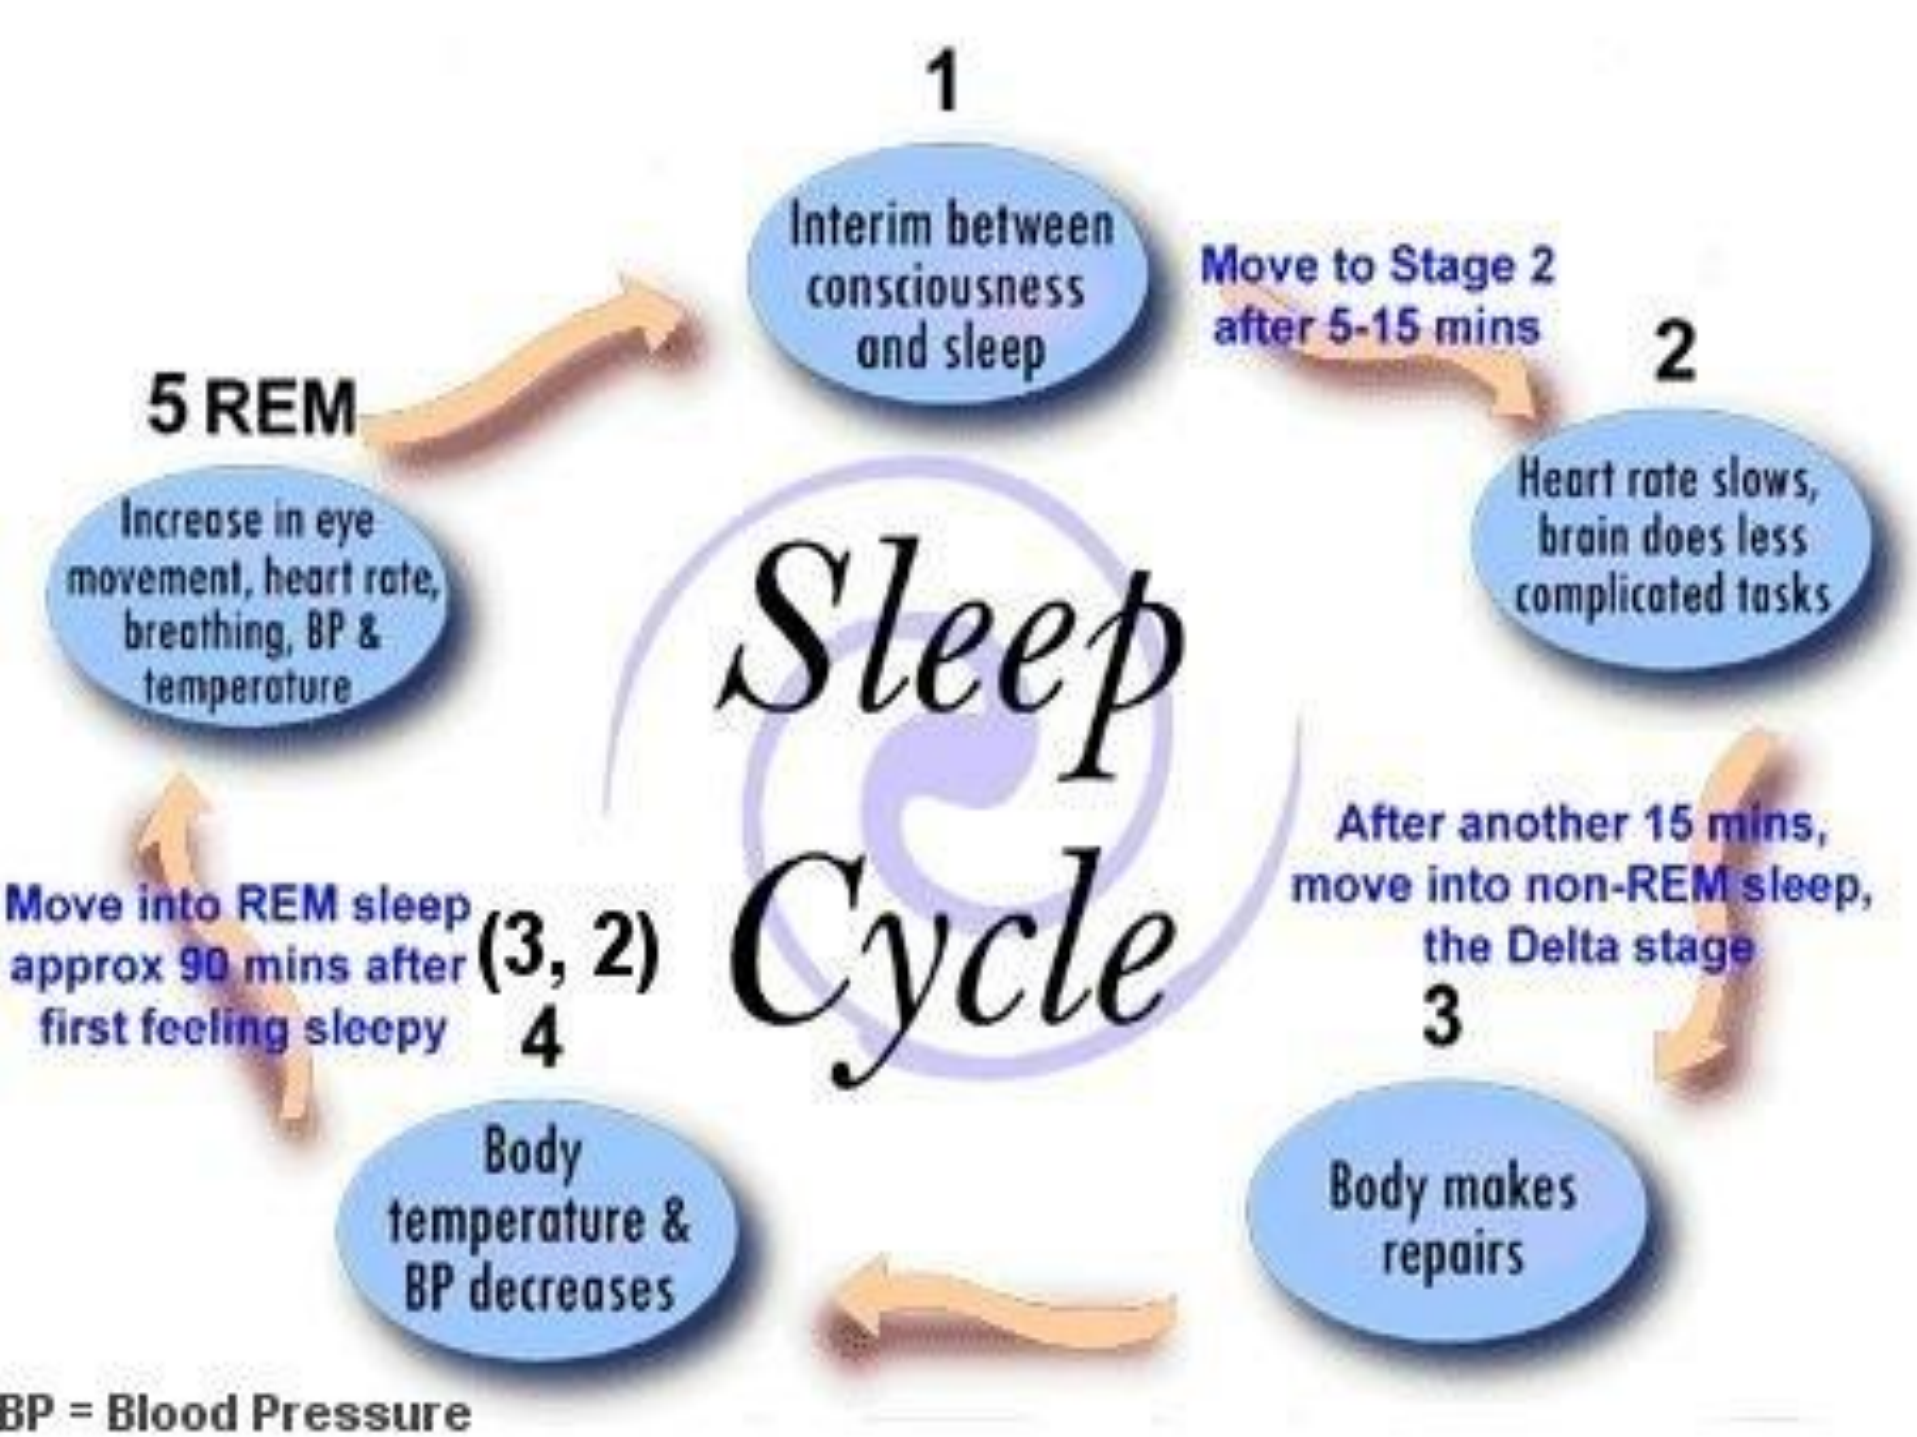 1
Interim between
consciousness
and sleep
Move to Stage 2
after 5-15 mins
2
Heart rate slows,
brain does less
complicated tasks
After another 15 mins,
move into non-REM sleep,
the Delta stage
3
Body makes
repairs
(3, 2)
4
Body
temperature &
BP decreases
Move into REM sleep
approx 90 mins after
first feeling sleepy
5 REM
Increase in eye
movement, heart rate,
breathing, BP &
temperature
Sleep
Cycle
BP = Blood Pressure